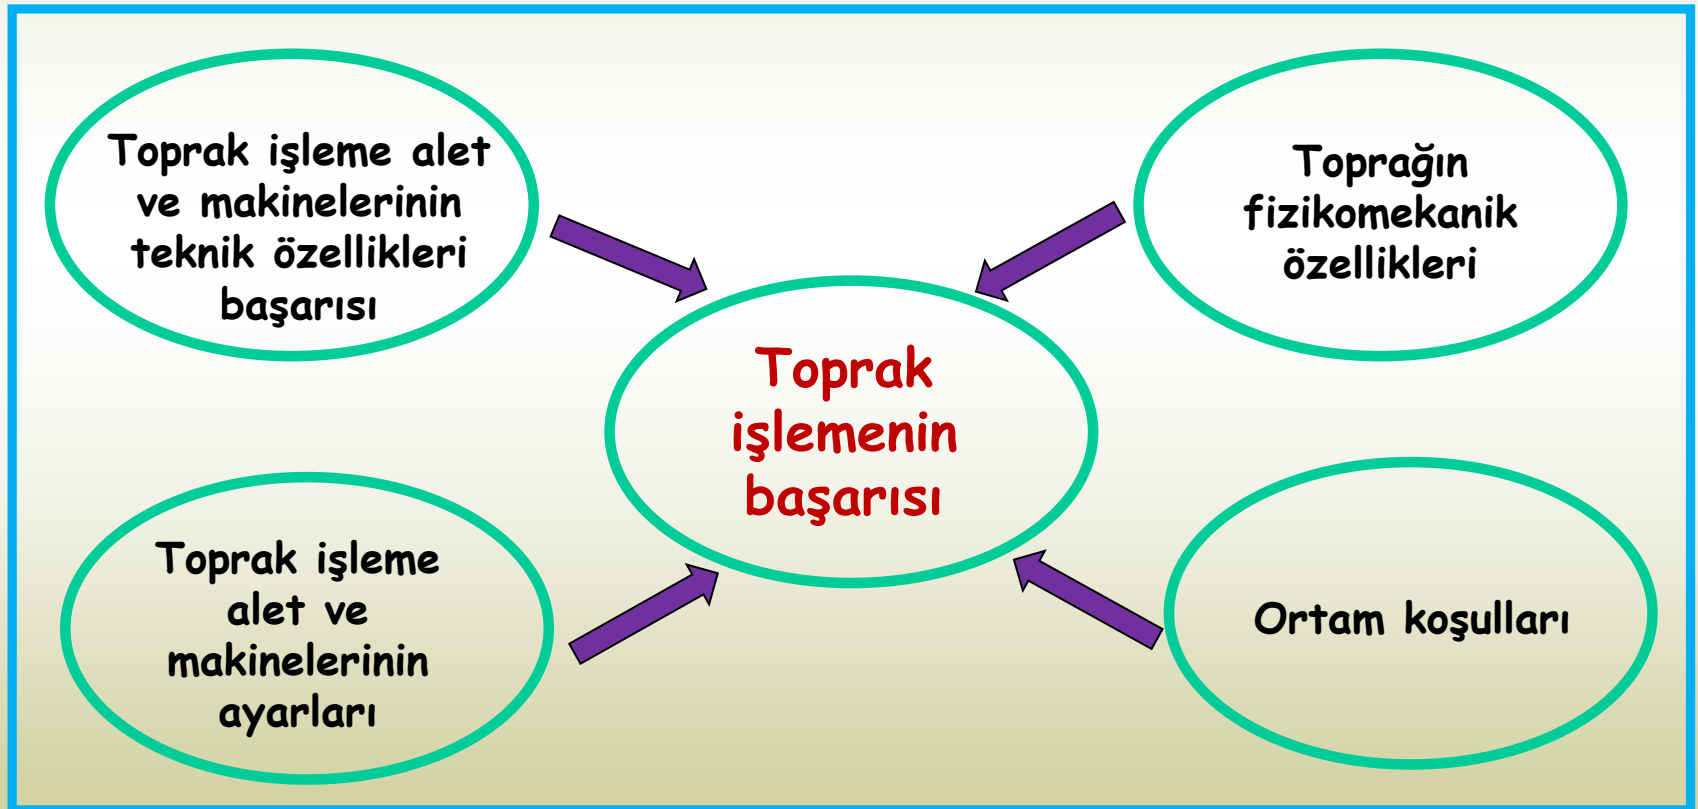 Toprak işleme alet
ve makinelerinin
teknik özellikleri
başarısı
Toprağın
fizikomekanik
özellikleri
Toprak
işlemenin
başarısı
Toprak işleme
alet ve
makinelerinin
ayarları
Ortam koşulları